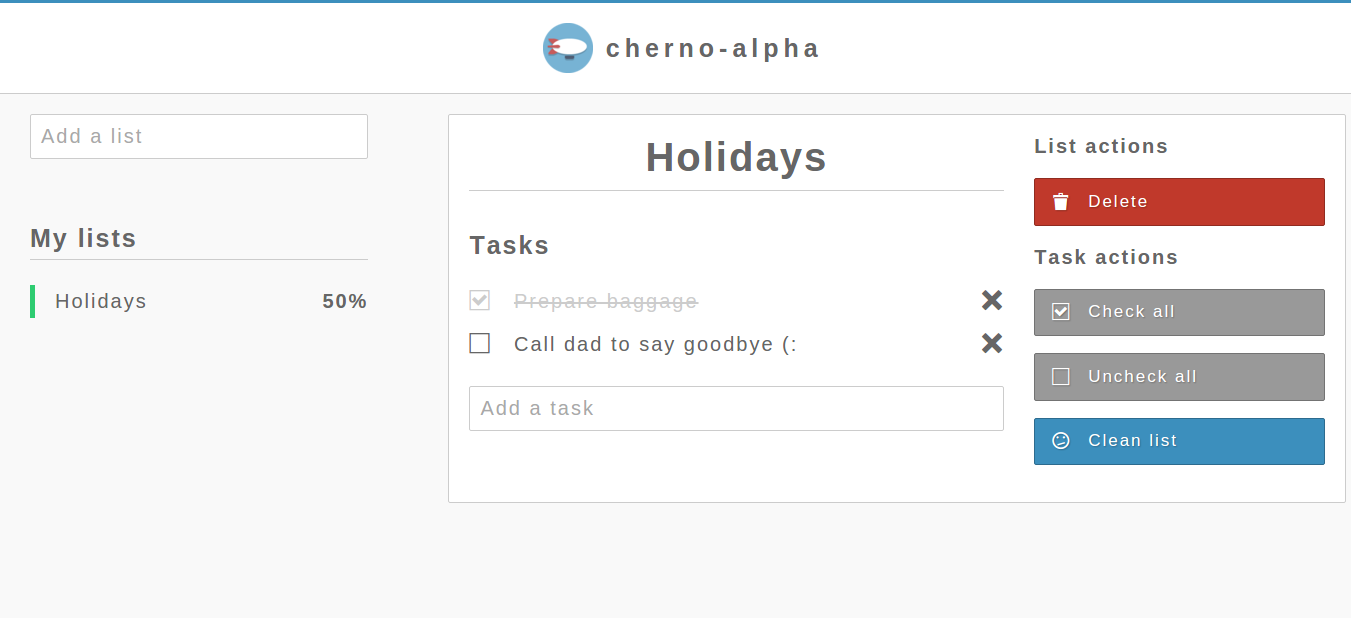 cherno-alpha
Add a list
My lists
Holidays 50%
Holidays
Tasks
Prepare baggage
Call dad to say goodbye (:
Add a task
List actions
Delete
Task actions
Check all
Uncheck all
Clean list